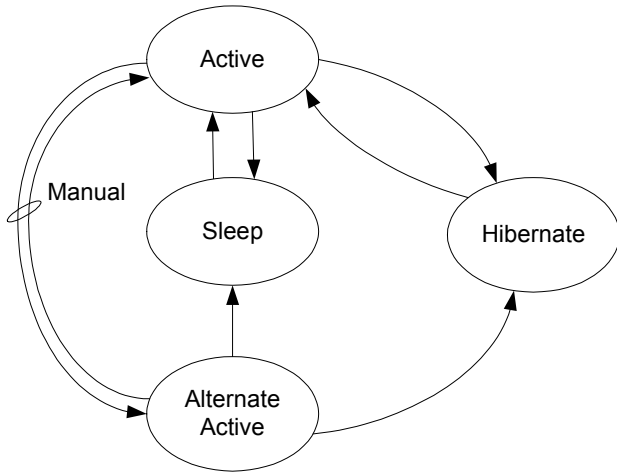 Active
Manual
Sleep
Hibernate
Alternate
Active